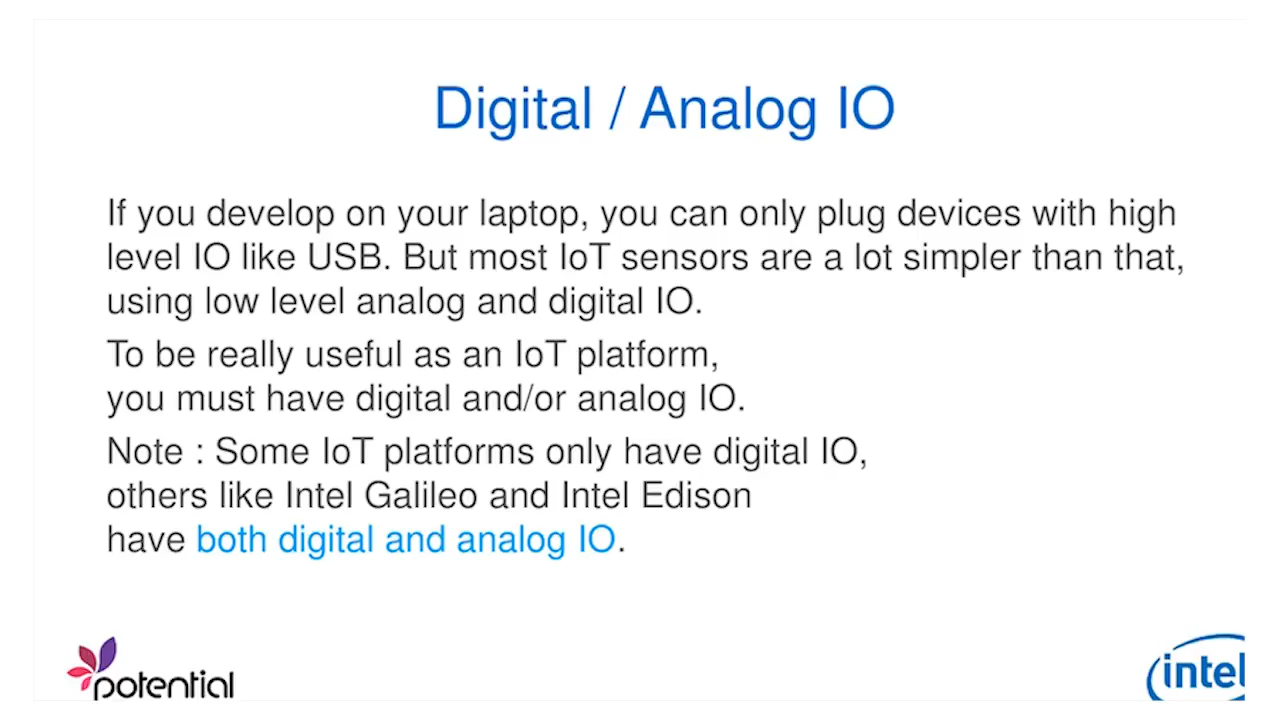 Digital / Analog IO
If you develop on your laptop, you can only plug devices with high
level IO like USB. But most IoT sensors are a lot simpler than that,
using low level analog and digital IO.
To be really useful as an IoT platform,
you must have digital and/or analog IO.
Note : Some IoT platforms only have digital IO,
others like Intel Galileo and Intel Edison
have both digital and analog IO.
potential
intel